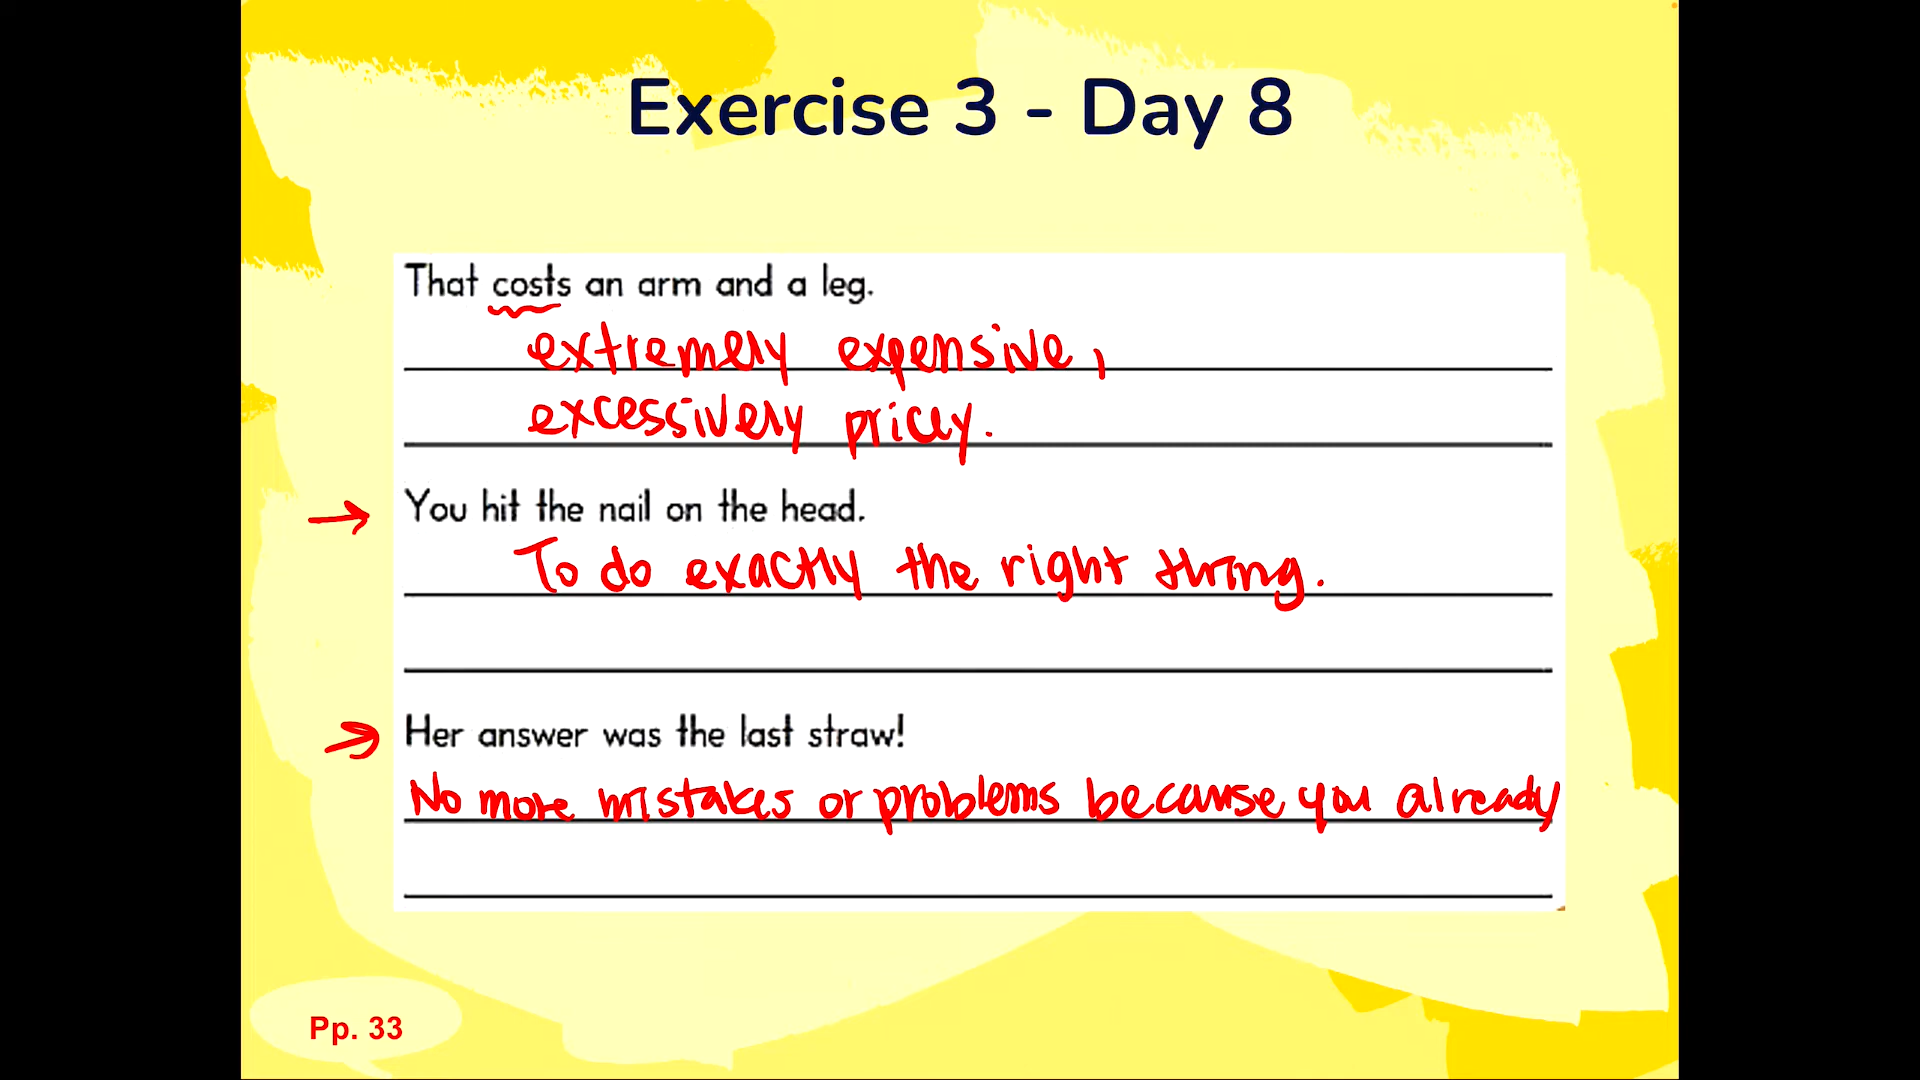 Exercise 3 - Day 8
That costs an arm and a leg.
extremely expensive,
excessively pricey.
You hit the nail on the head.
To do exactly the right thing.
Her answer was the last straw!
No more mistakes or problems because you already
Pp. 33